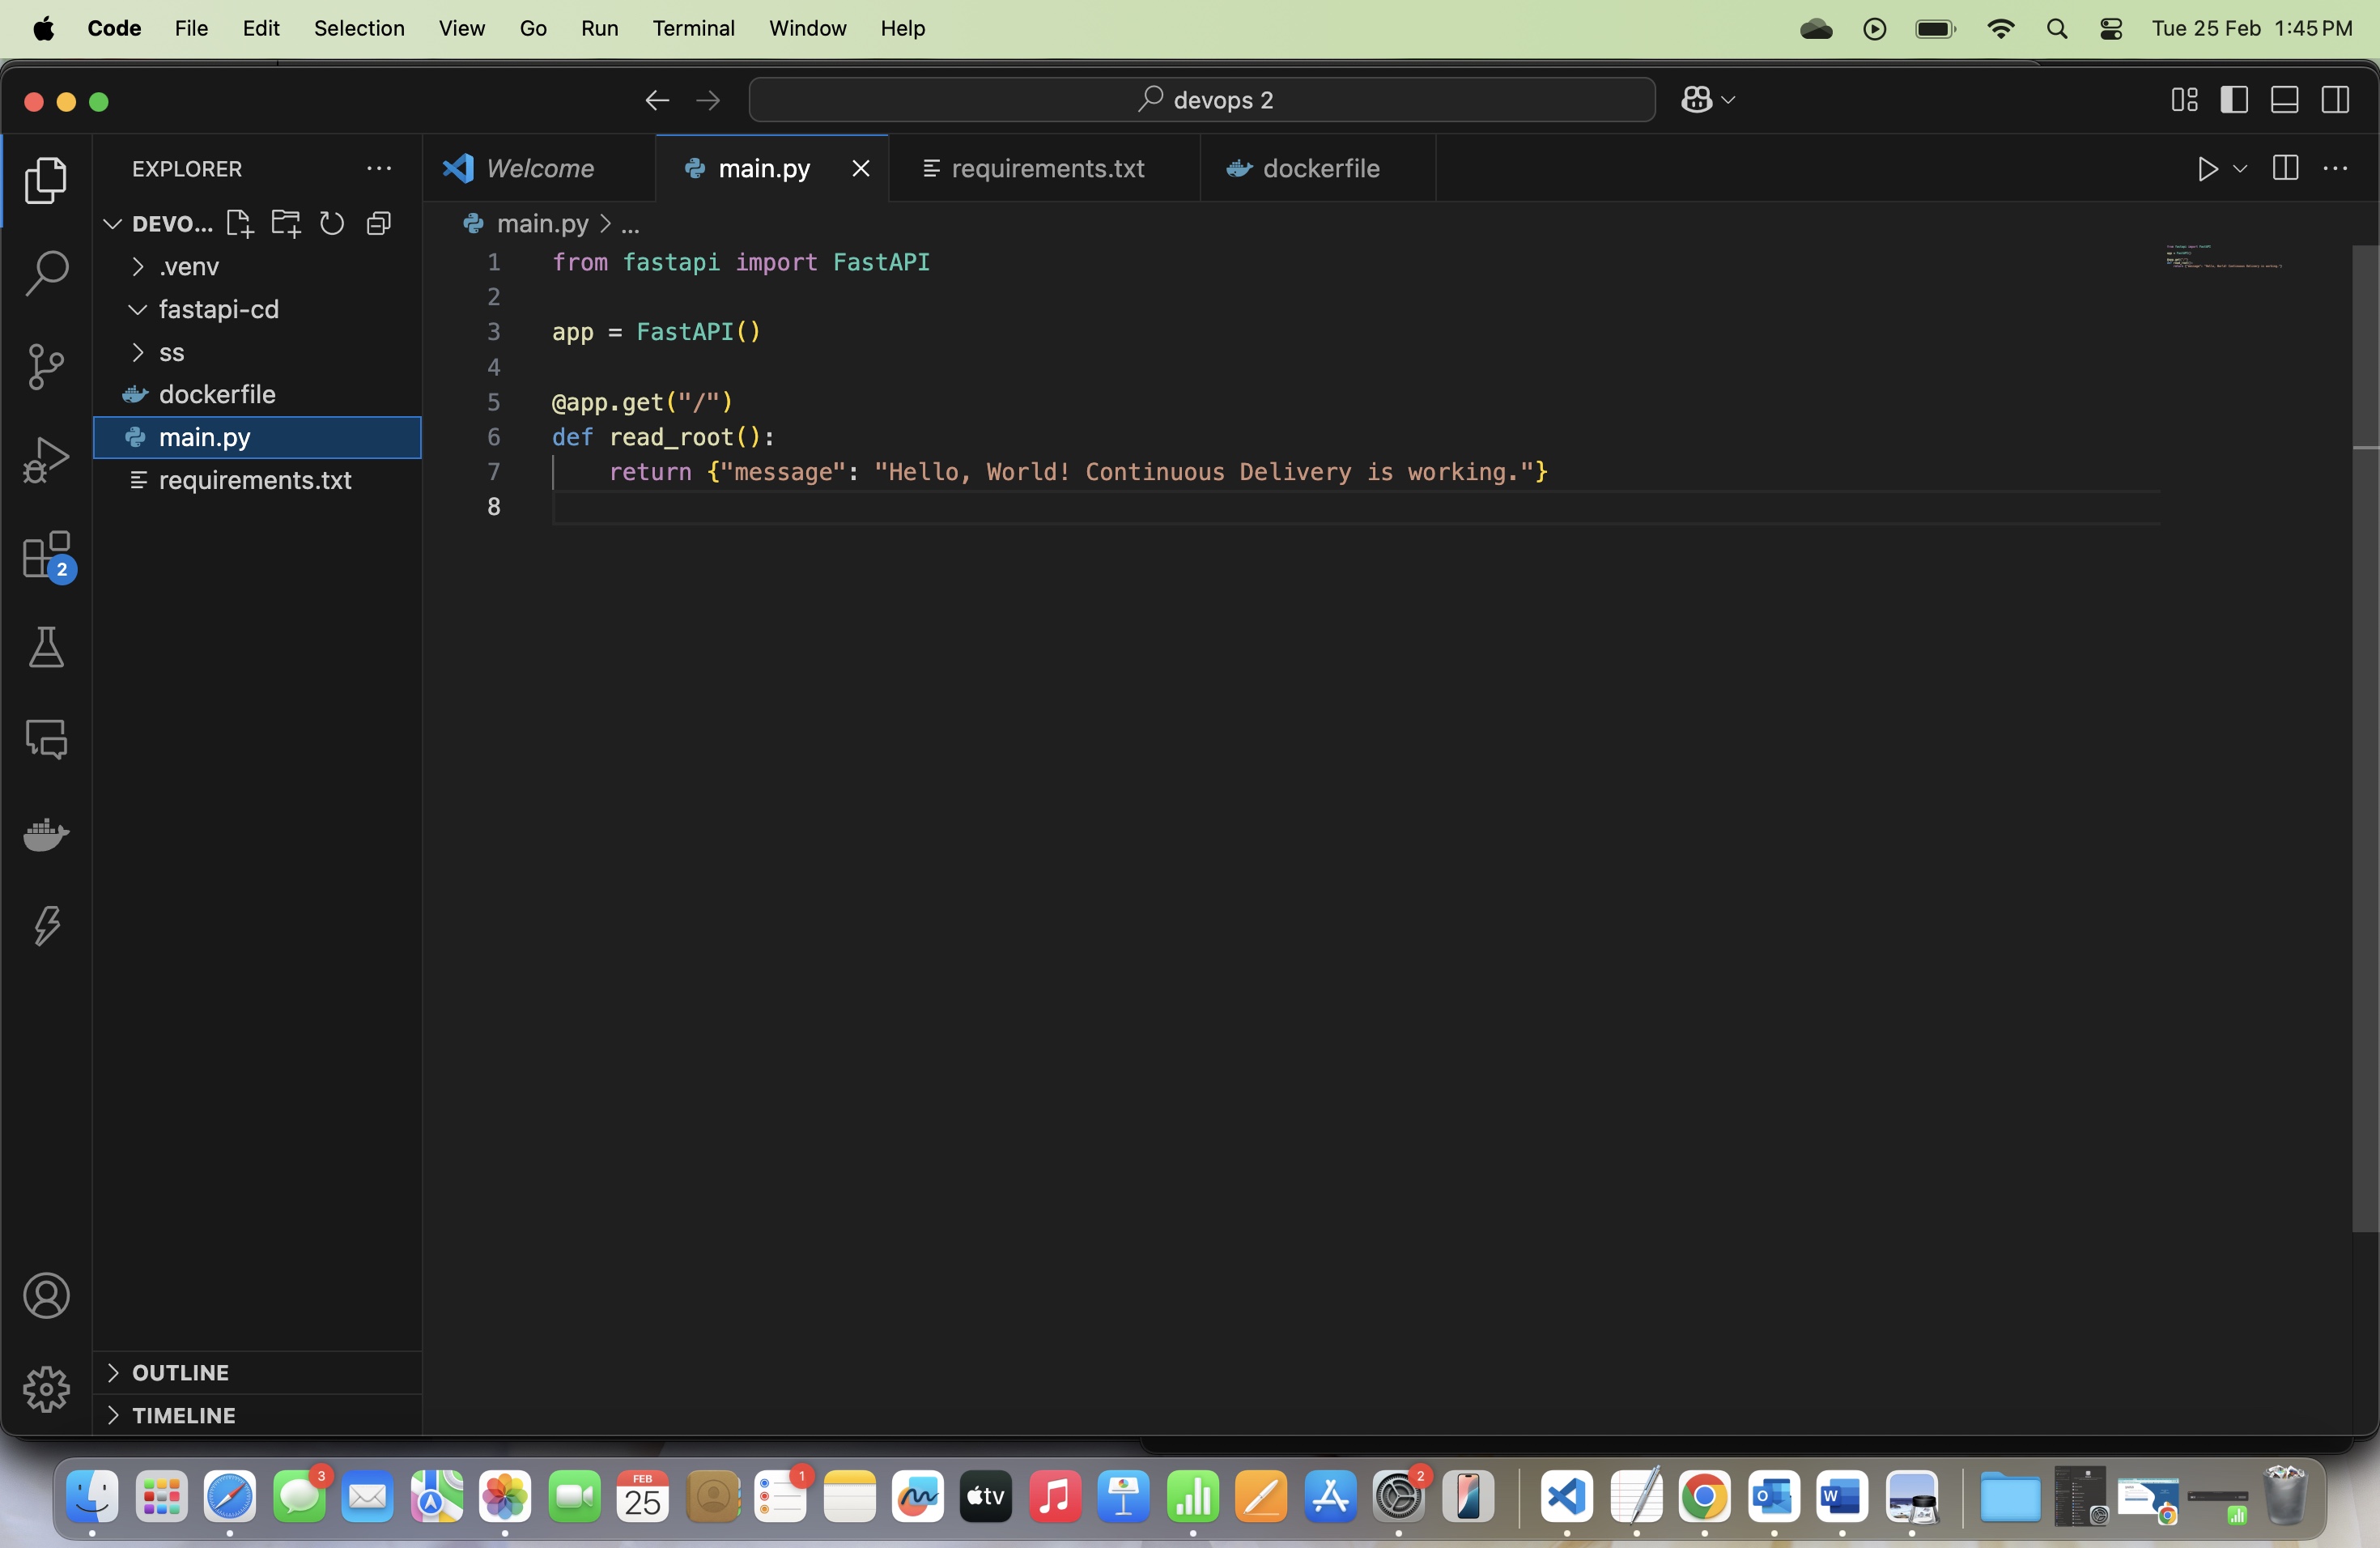 Code File Edit Selection View Go Run Terminal Window Help Tue 25 Feb 1:45 PM
devops 2
EXPLORER
DEVO...
.venv
fastapi-cd
ss
dockerfile
main.py
requirements.txt
OUTLINE
TIMELINE
2
Welcome main.py requirements.txt dockerfile
main.py > ...
1 from fastapi import FastAPI
2
3 app = FastAPI()
4
5 @app.get("/")
6 def read_root():
7 return {"message": "Hello, World! Continuous Delivery is working."}
8
3 FEB 25 1 tv 2 O W